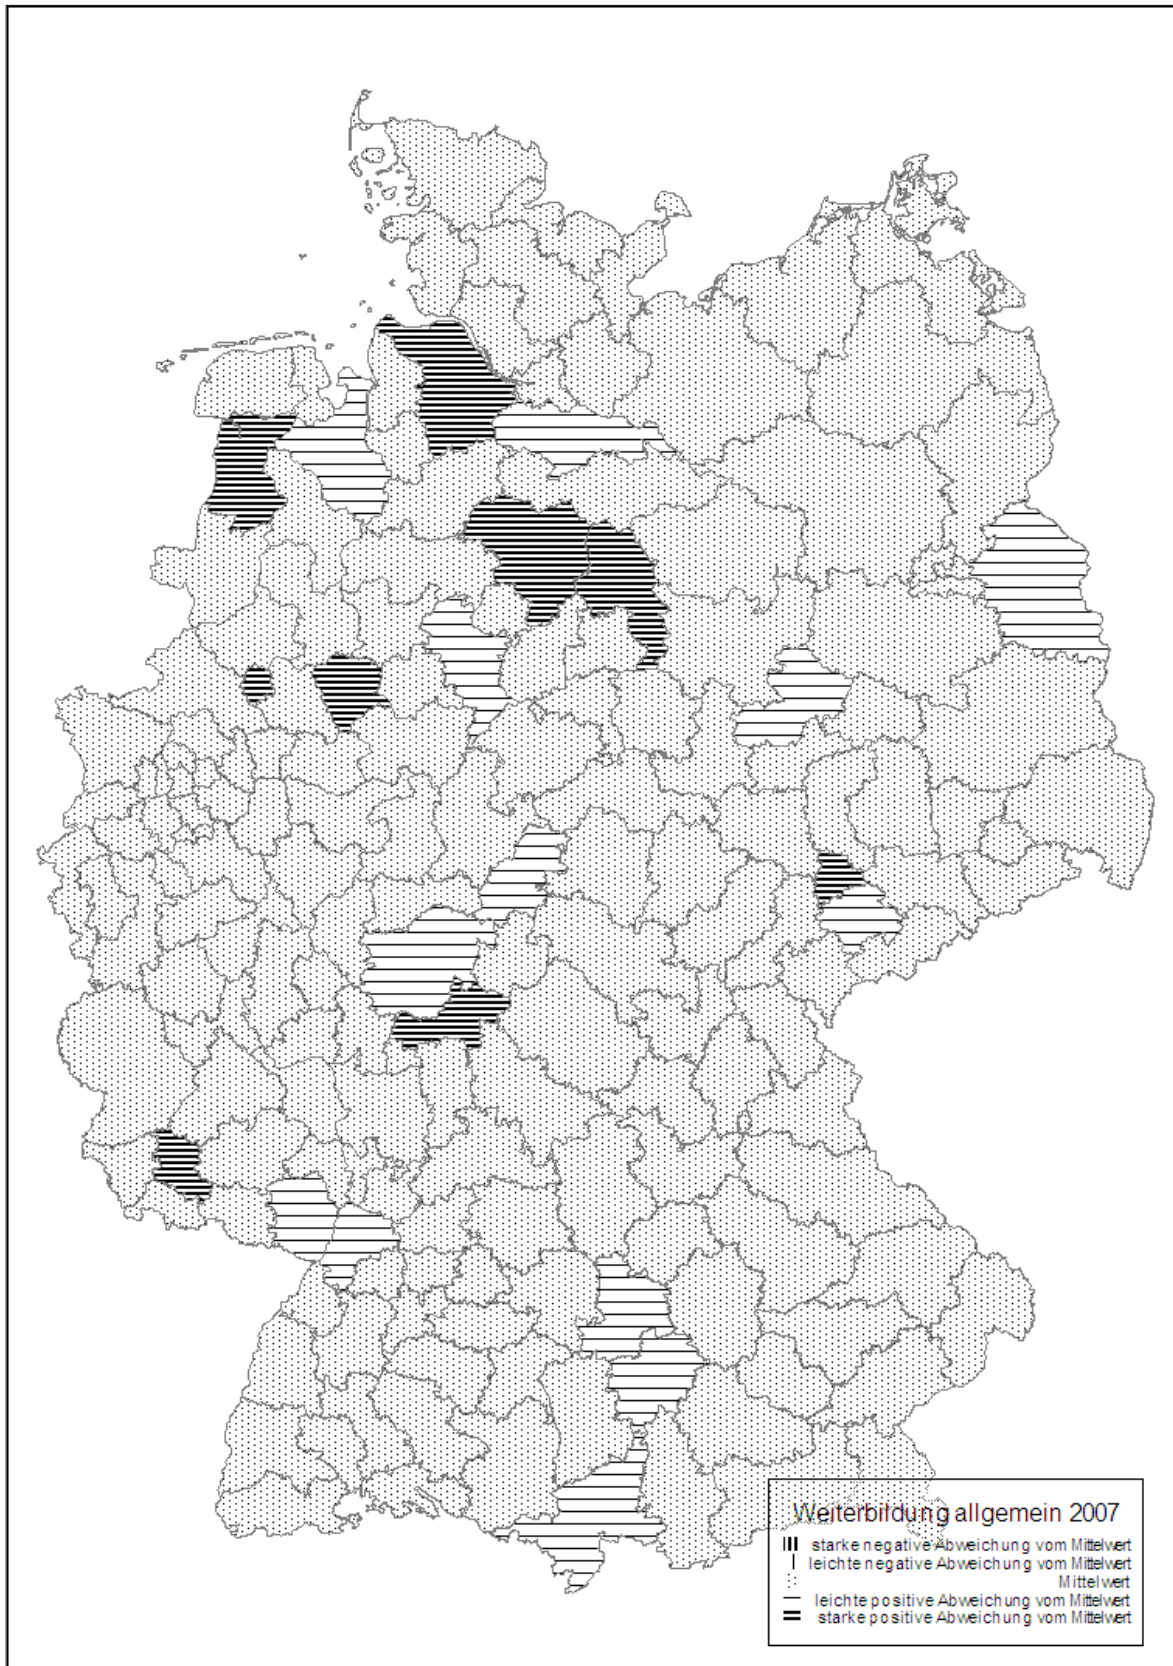 Weiterbildung allgemein 2007
starke negative Abweichung vom Mittelwert
leichte negative Abweichung vom Mittelwert
Mittelwert
leichte positive Abweichung vom Mittelwert
starke positive Abweichung vom Mittelwert